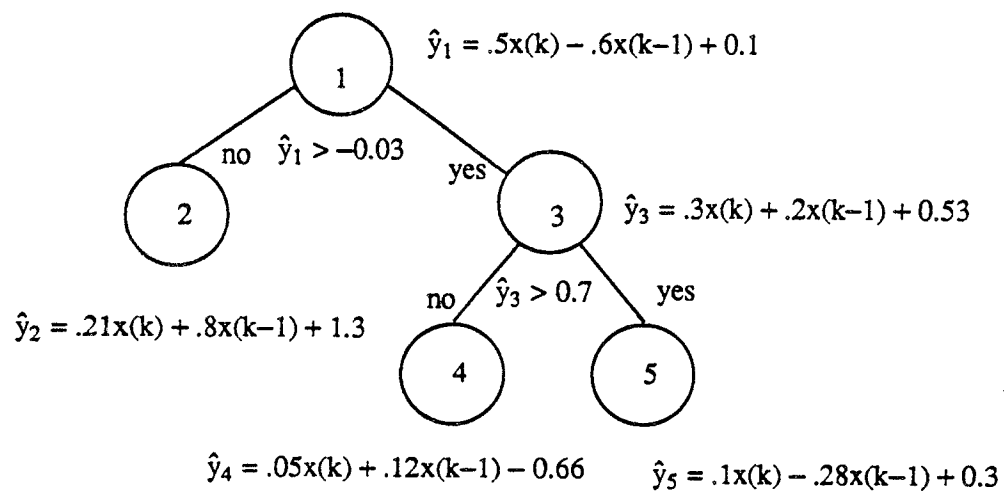 ŷ₁ = .5x(k) – .6x(k–1) + 0.1
1
no ŷ₁ > –0.03 yes
2
3
ŷ₃ = .3x(k) + .2x(k–1) + 0.53
no ŷ₃ > 0.7 yes
ŷ₂ = .21x(k) + .8x(k–1) + 1.3
4
5
ŷ₄ = .05x(k) + .12x(k–1) – 0.66
ŷ₅ = .1x(k) – .28x(k–1) + 0.3